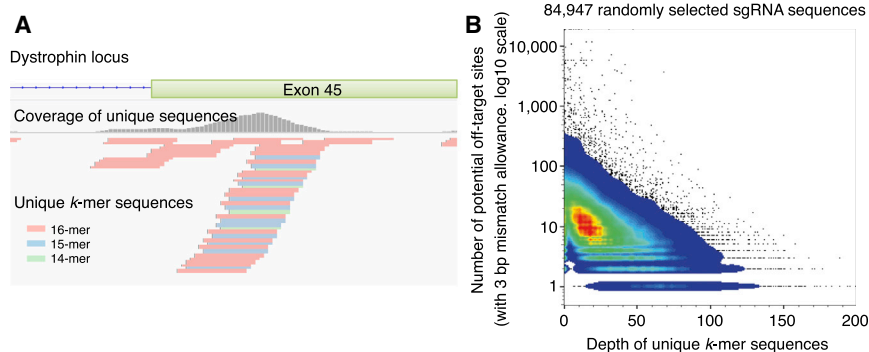 A
Dystrophin locus
Exon 45
Coverage of unique sequences
Unique k-mer sequences
16-mer
15-mer
14-mer
B
84,947 randomly selected sgRNA sequences
Number of potential off-target sites
(with 3 bp mismatch allowance. log10 scale)
10,000
1,000
100
10
1
0
50
100
150
200
Depth of unique k-mer sequences